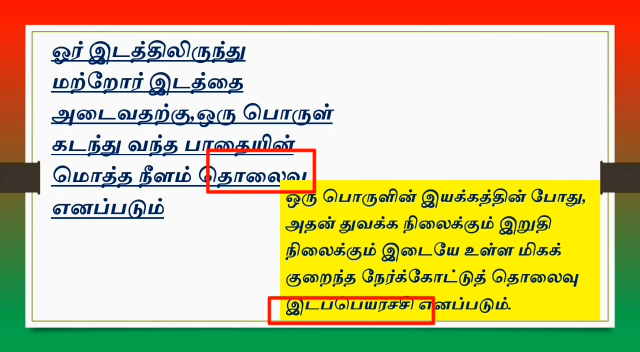 ஓர் இடத்திலிருந்து
மற்றோர் இடத்தை
அடைவதற்கு,ஒரு பொருள்
கடந்து வந்த பாதையின்
மொத்த நீளம் தொலைவு
எனப்படும்
ஒரு பொருளின் இயக்கத்தின் போது,
அதன் துவக்க நிலைக்கும் இறுதி
நிலைக்கும் இடையே உள்ள மிகக்
குறைந்த நேர்க்கோட்டுத் தொலைவு
இடப்பெயர்ச்சி எனப்படும்.